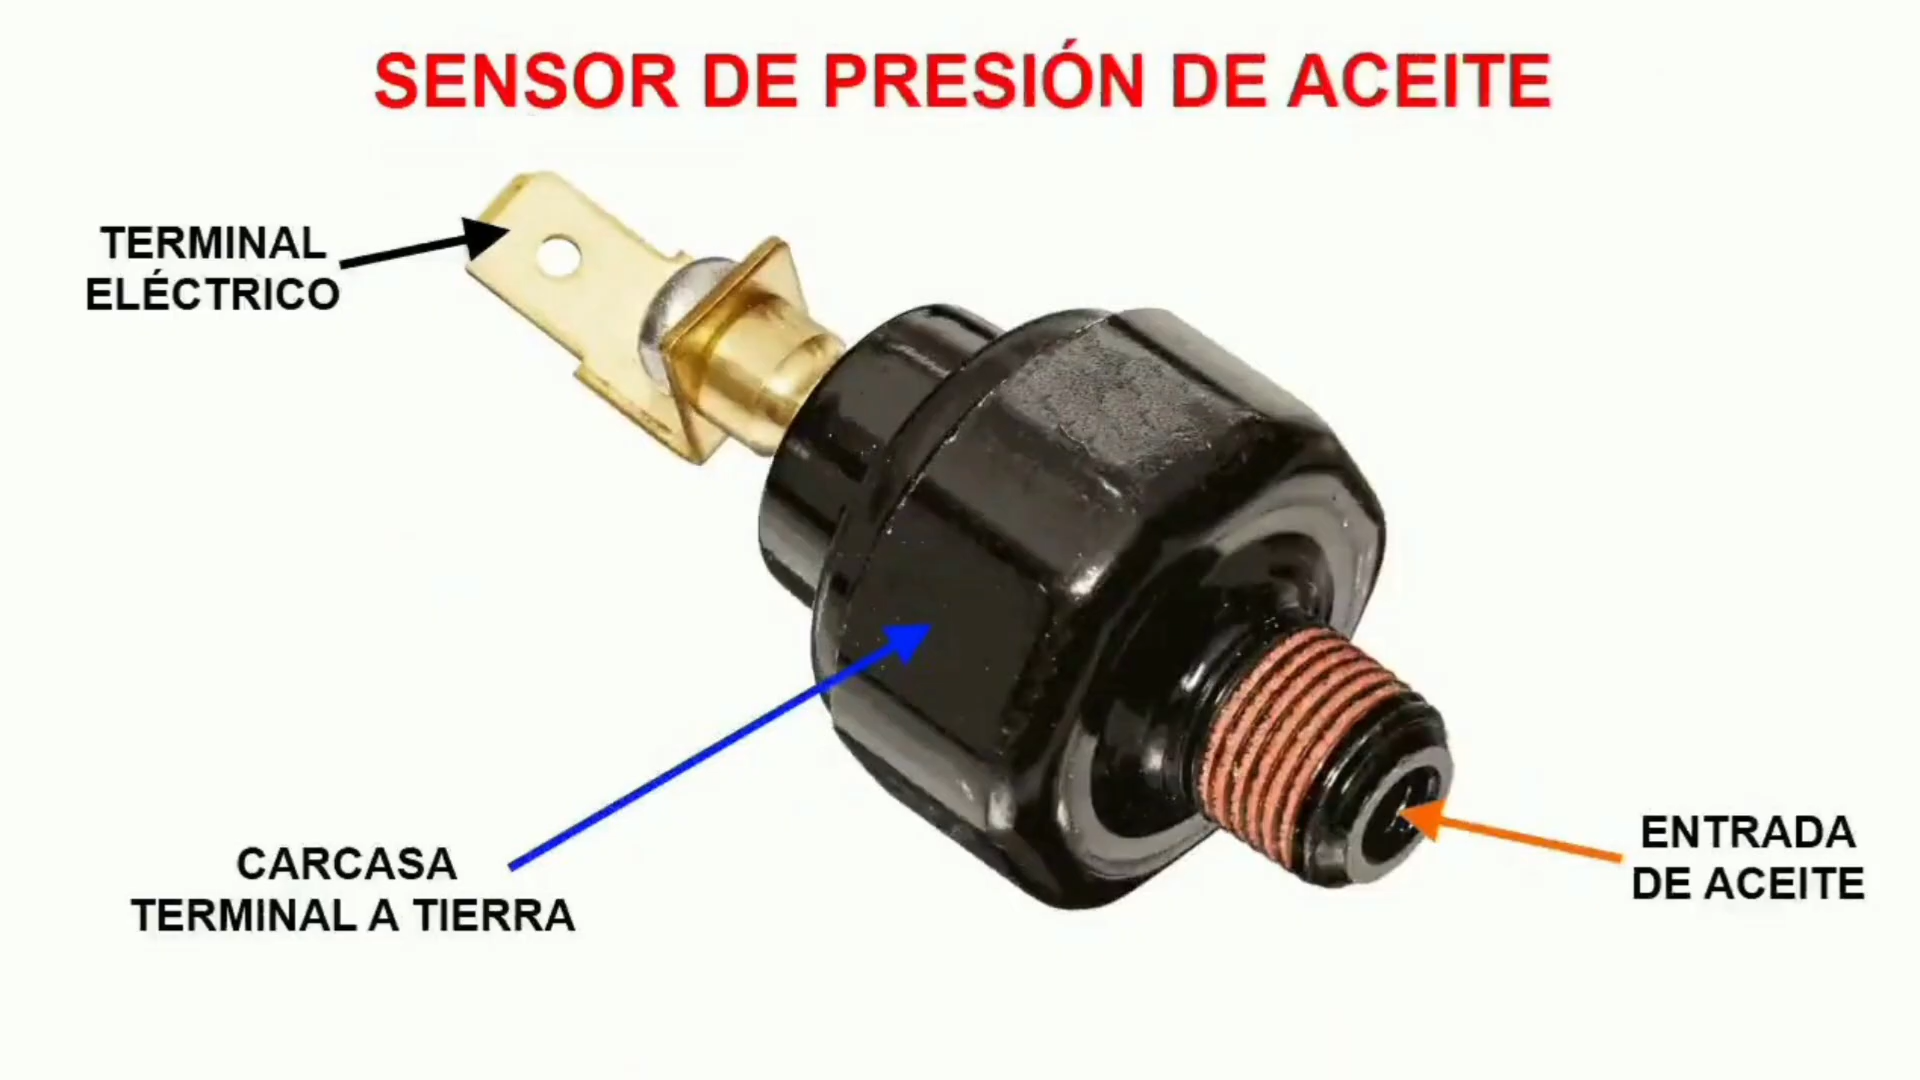 SENSOR DE PRESIÓN DE ACEITE
TERMINAL
ELÉCTRICO
CARCASA
TERMINAL A TIERRA
ENTRADA
DE ACEITE